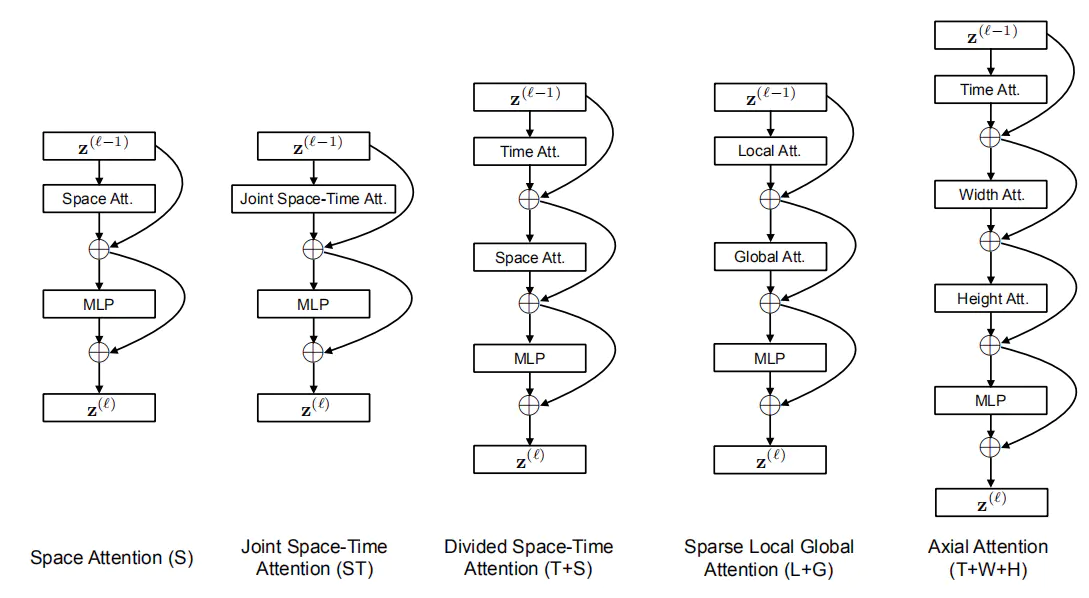 z^(ℓ−1)
Space Att.
MLP
z^(ℓ)
Space Attention (S)
z^(ℓ−1)
Joint Space-Time Att.
MLP
z^(ℓ)
Joint Space-Time
Attention (ST)
z^(ℓ−1)
Time Att.
Space Att.
MLP
z^(ℓ)
Divided Space-Time
Attention (T+S)
z^(ℓ−1)
Local Att.
Global Att.
MLP
z^(ℓ)
Sparse Local Global
Attention (L+G)
z^(ℓ−1)
Time Att.
Width Att.
Height Att.
MLP
z^(ℓ)
Axial Attention
(T+W+H)